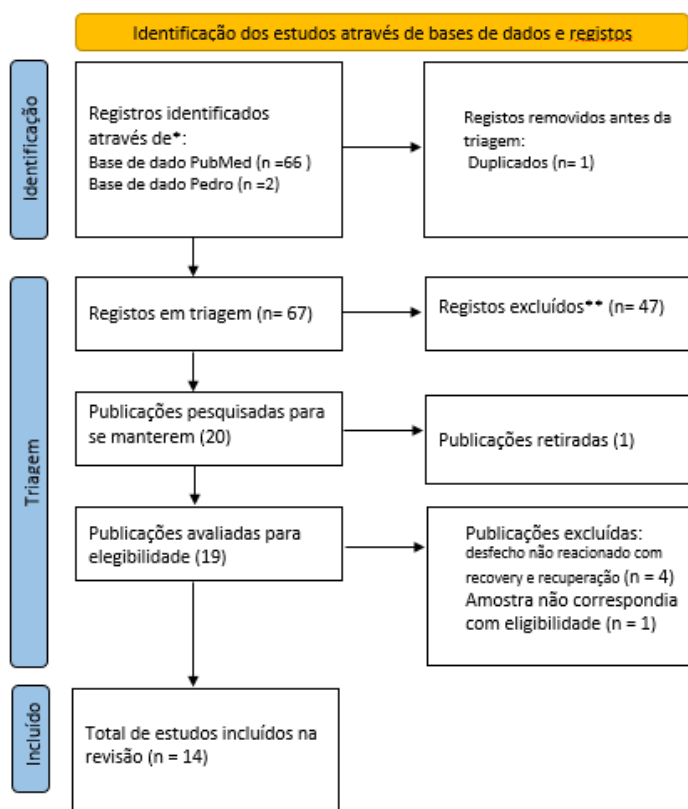 Identificação dos estudos através de bases de dados e registos
Identificação
Registros identificados
através de*:
Base de dado PubMed (n =66 )
Base de dado Pedro (n =2)
Registos removidos antes da
triagem:
Duplicados (n= 1)
Triagem
Registos em triagem (n= 67)
Registos excluídos** (n= 47)
Publicações pesquisadas para
se manterem (20)
Publicações retiradas (1)
Publicações avaliadas para
elegibilidade (19)
Publicações excluídas:
desfecho não reacionado com
recovery e recuperação (n = 4)
Amostra não correspondia
com eligibilidade (n = 1)
Incluído
Total de estudos incluídos na
revisão (n = 14)